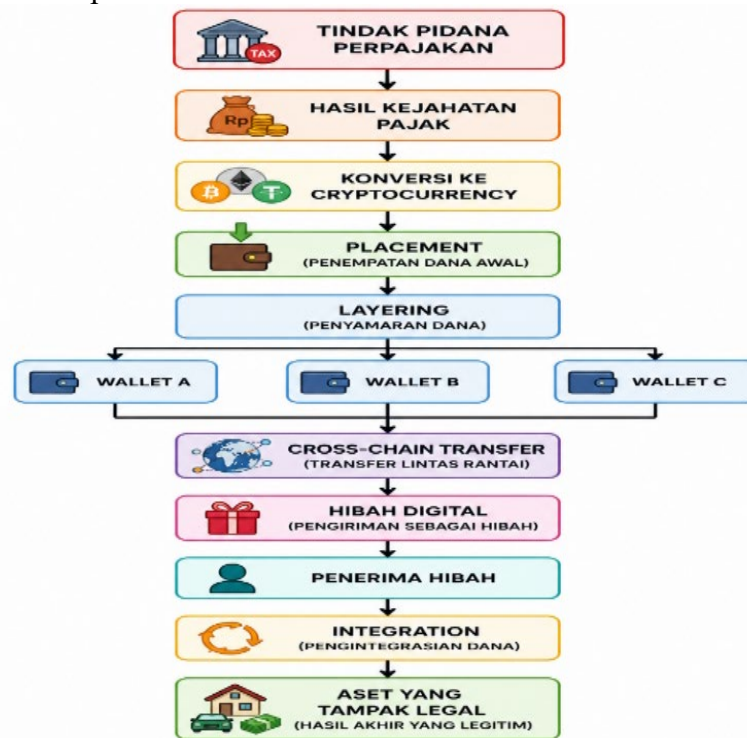 TINDAK PIDANA
PERPAJAKAN
TAX
HASIL KEJAHATAN
PAJAK
Rp
KONVERSI KE
CRYPTOCURRENCY
PLACEMENT
(PENEMPATAN DANA AWAL)
LAYERING
(PENYAMARAN DANA)
WALLET A
WALLET B
WALLET C
CROSS-CHAIN TRANSFER
(TRANSFER LINTAS RANTAI)
HIBAH DIGITAL
(PENGIRIMAN SEBAGAI HIBAH)
PENERIMA HIBAH
INTEGRATION
(PENGINTEGRASIAN DANA)
ASET YANG
TAMPAK LEGAL
(HASIL AKHIR YANG LEGITIM)